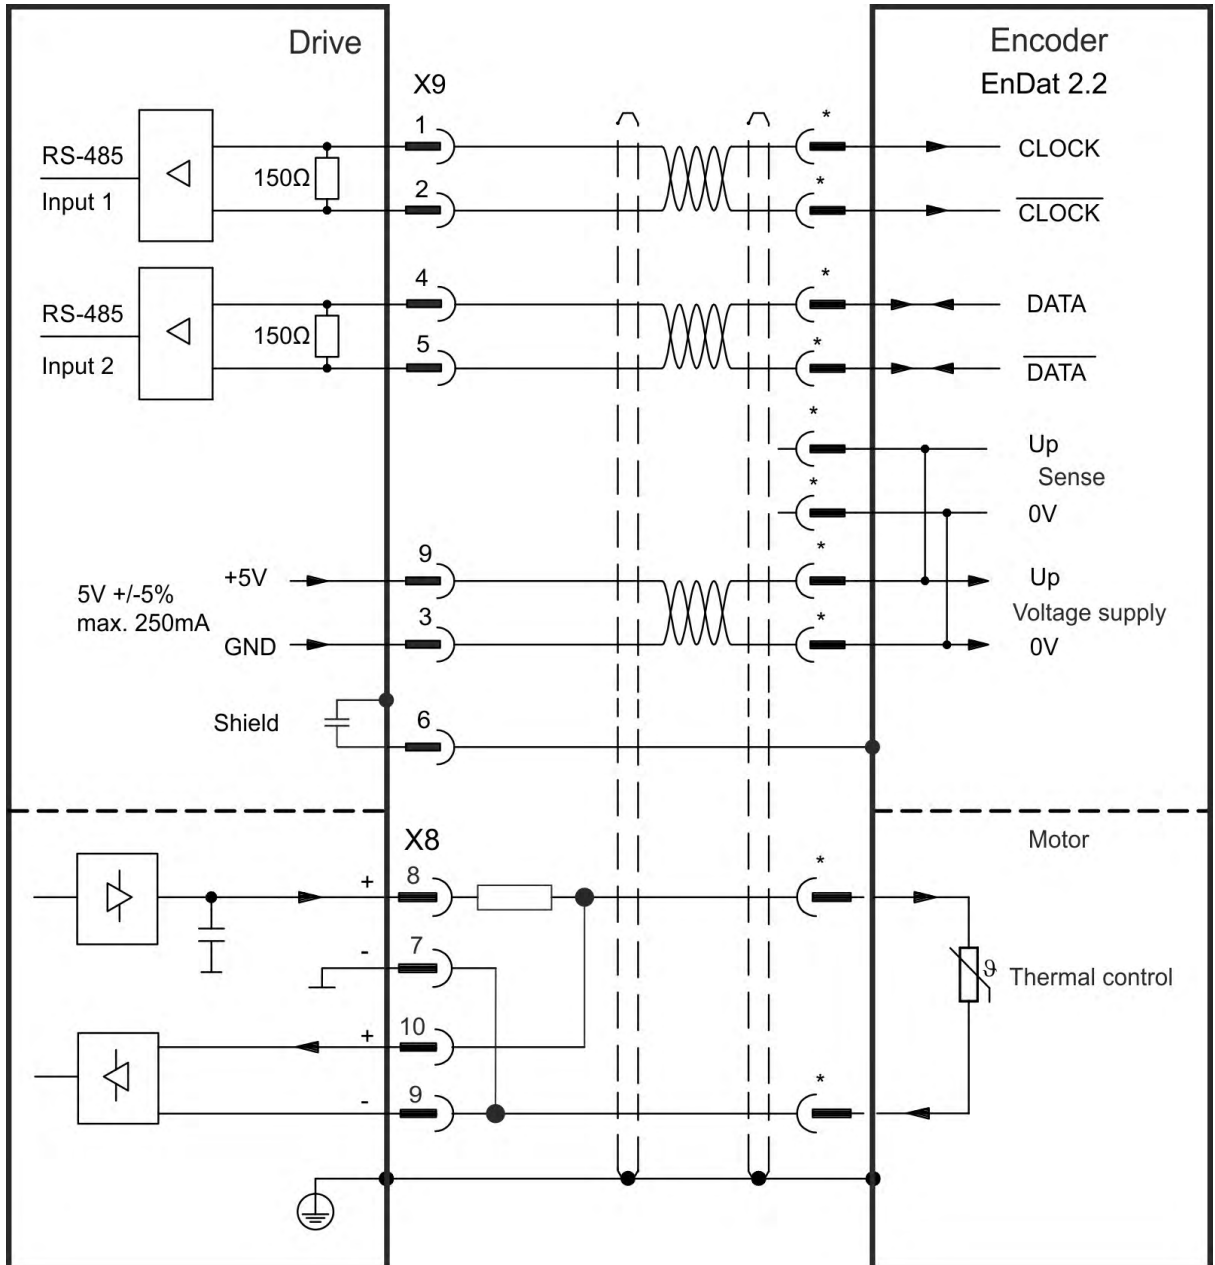 Drive
Encoder
EnDat 2.2
X9
1
*
RS-485
150Ω
CLOCK
Input 1
2
*
CLOCK
4
*
RS-485
150Ω
DATA
Input 2
5
*
DATA
*
Up
Sense
*
0V
9
*
+5V
Up
5V +/-5%
max. 250mA
Voltage supply
3
*
GND
0V
Shield
6
X8
Motor
+
8
*
-
7
ϑ
Thermal control
+
10
-
9
*